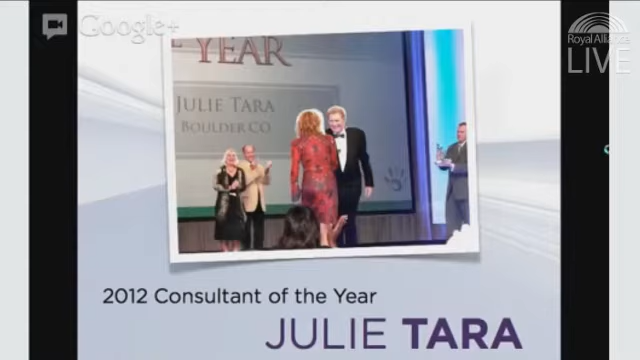 Google+
Royal Alliance
LIVE
YEAR
JULIE TARA
BOULDER CO
2012 Consultant of the Year
JULIE TARA